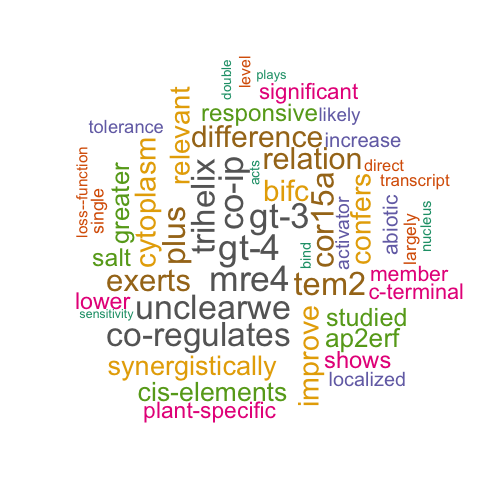 double
level
plays
significant
relevant
responsive
likely
tolerance
difference
increase
loss--function
single
greater
cytoplasm
trihelix
co-ip
acts
relation
direct
transcript
bifc
cor15a
activator
confers
abiotic
largely
nucleus
plus
gt-3
gt-4
bind
salt
exerts
mre4
tem2
member
c-terminal
lower
sensitivity
unclearwe
co-regulates
improve
studied
ap2erf
shows
synergistically
localized
cis-elements
plant-specific